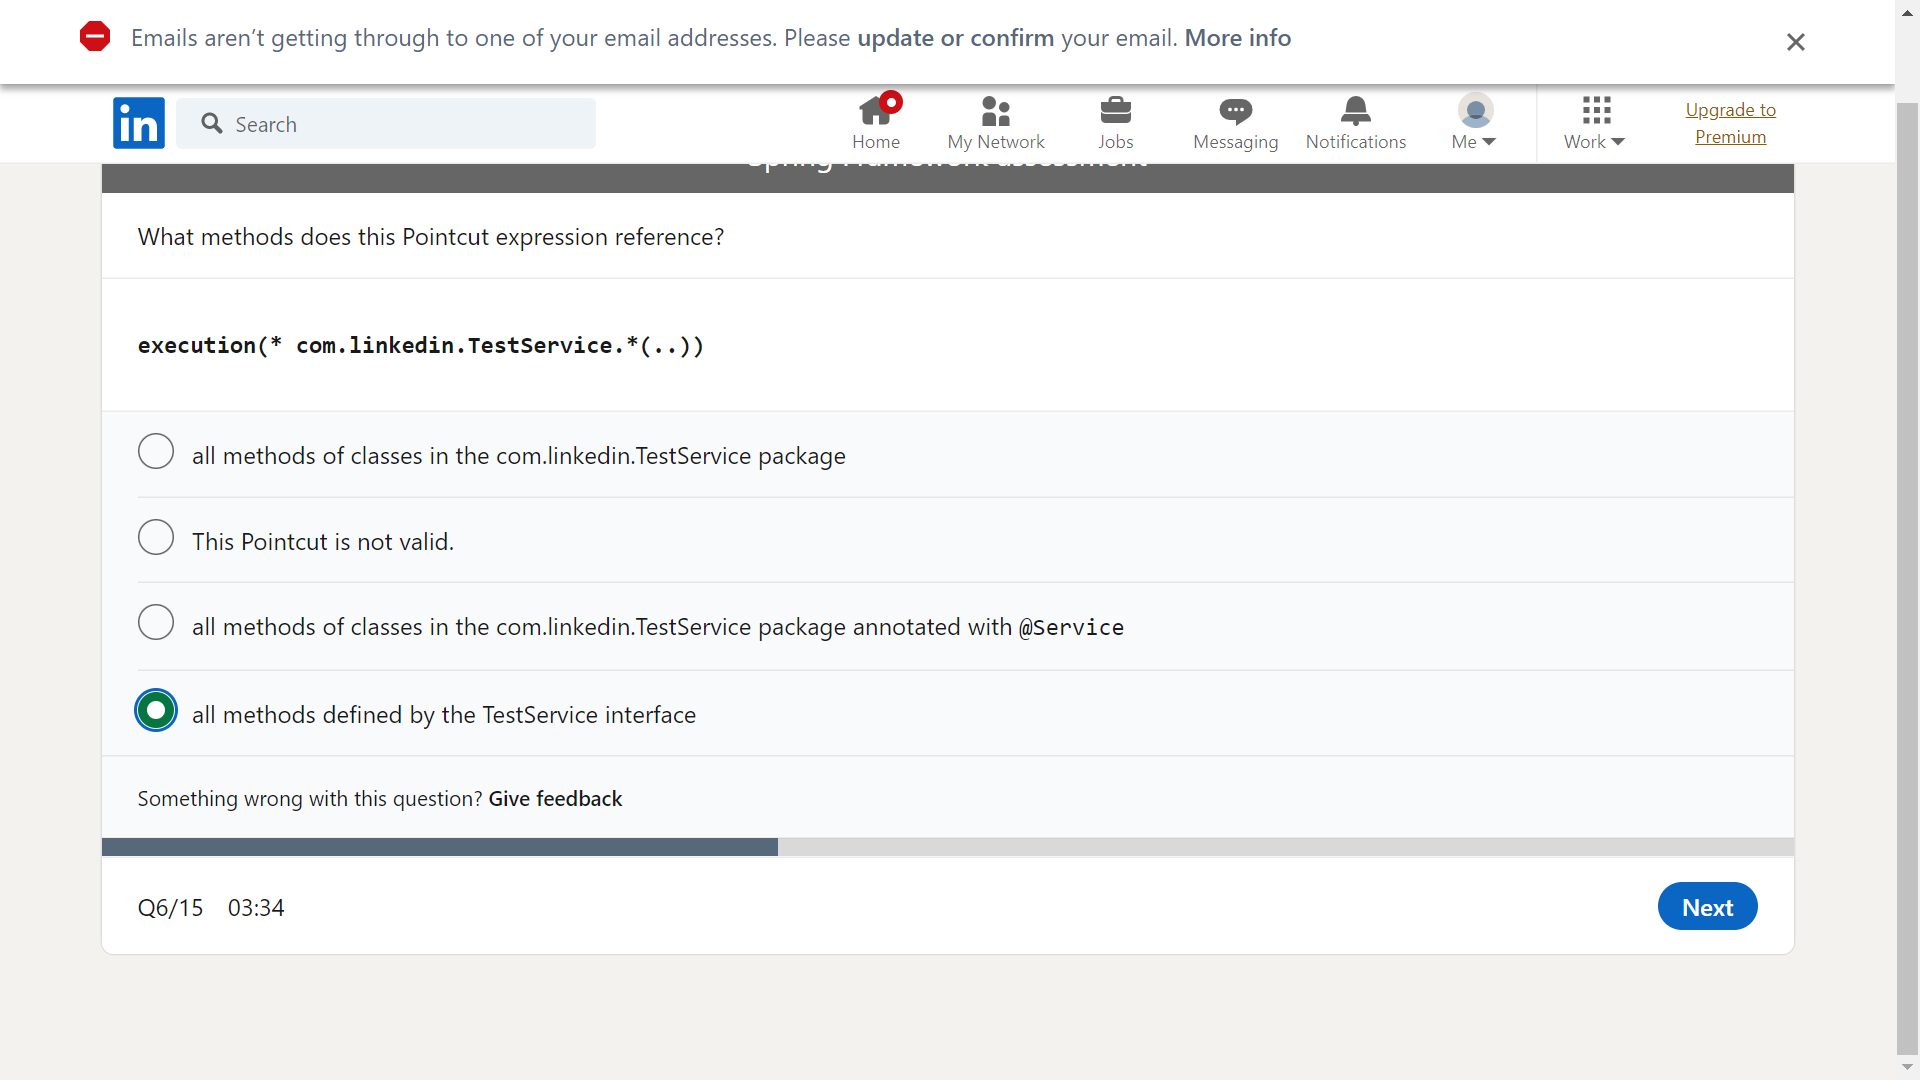 Emails aren't getting through to one of your email addresses. Please update or confirm your email. More info
in
Search
Home
My Network
Jobs
Messaging
Notifications
Me
Work
Upgrade to
Premium
Spring Framework assessment
What methods does this Pointcut expression reference?
execution(* com.linkedin.TestService.*(..))
all methods of classes in the com.linkedin.TestService package
This Pointcut is not valid.
all methods of classes in the com.linkedin.TestService package annotated with @Service
all methods defined by the TestService interface
Something wrong with this question? Give feedback
Q6/15 03:34
Next